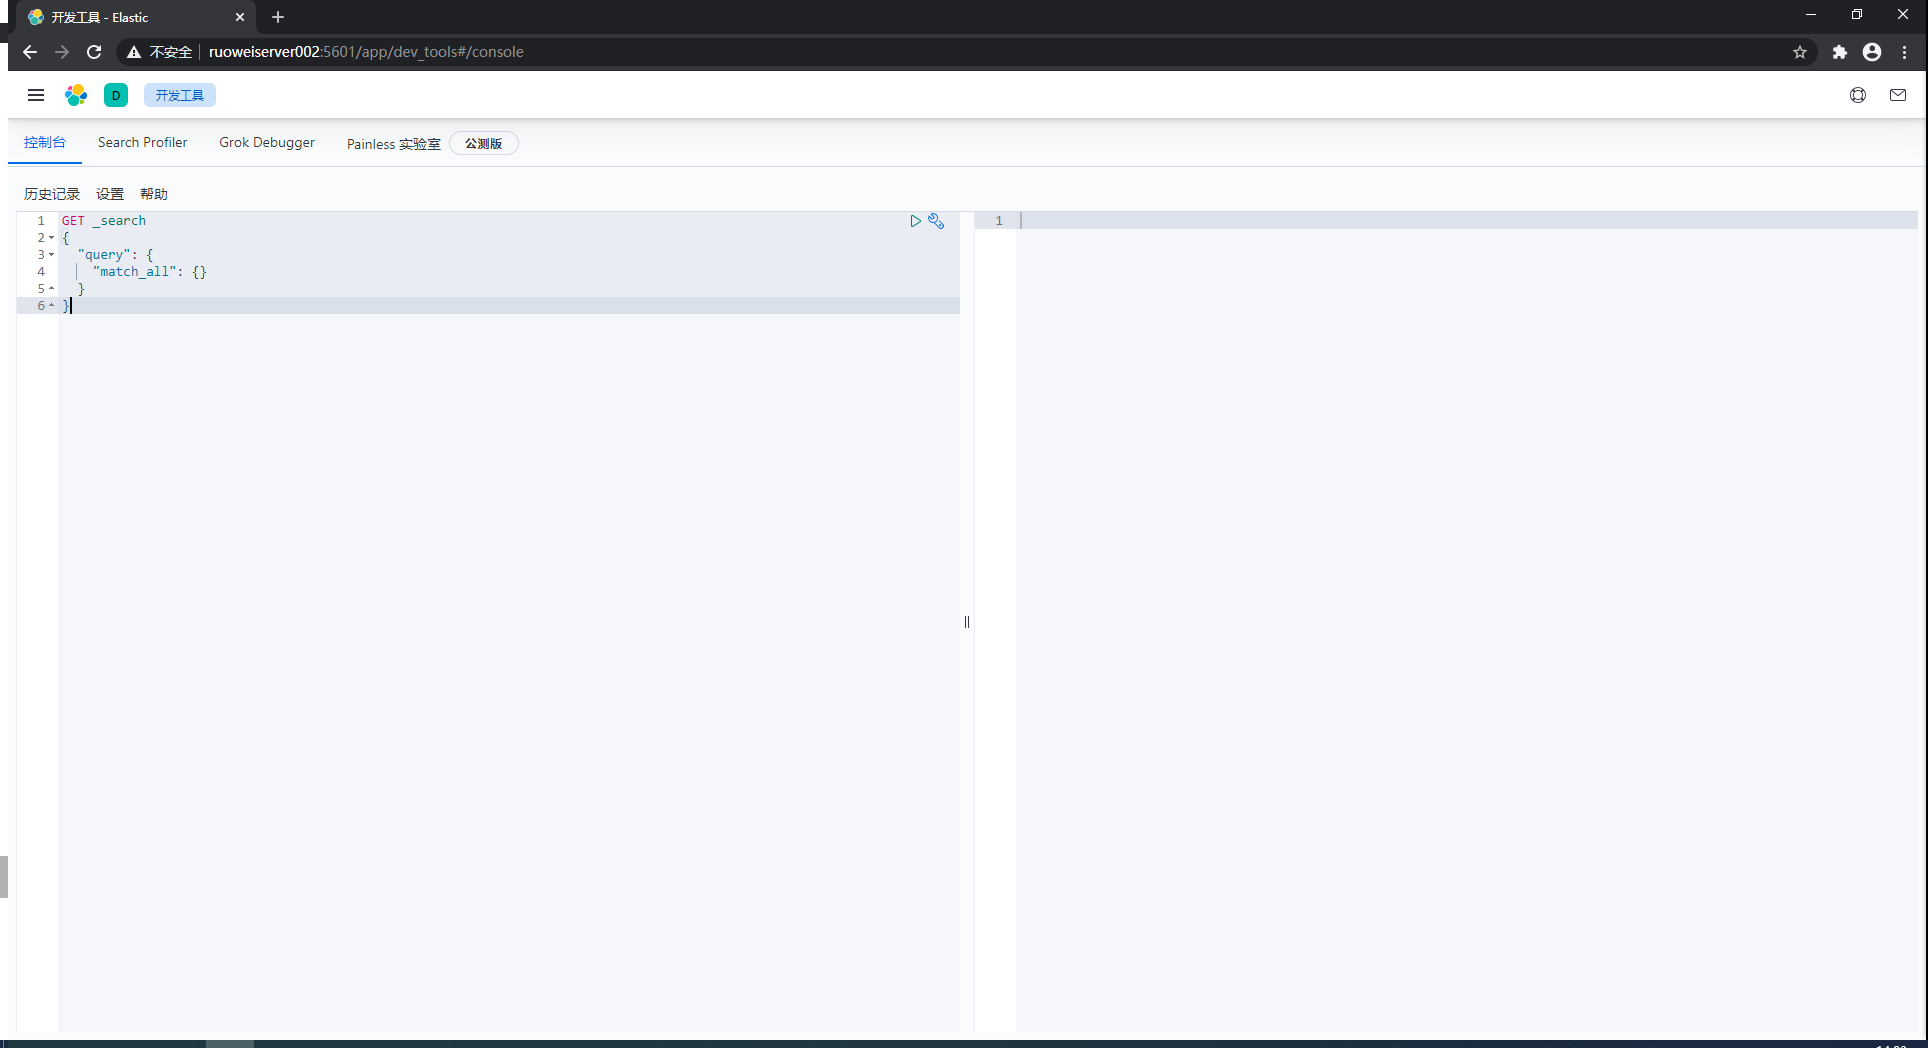 开发工具 - Elastic
不安全 ruoweiserver002:5601/app/dev_tools#/console
D 开发工具
控制台 Search Profiler Grok Debugger Painless 实验室 公测版
历史记录 设置 帮助
1 GET _search
2 {
3 "query": {
4 "match_all": {}
5 }
6 }
1